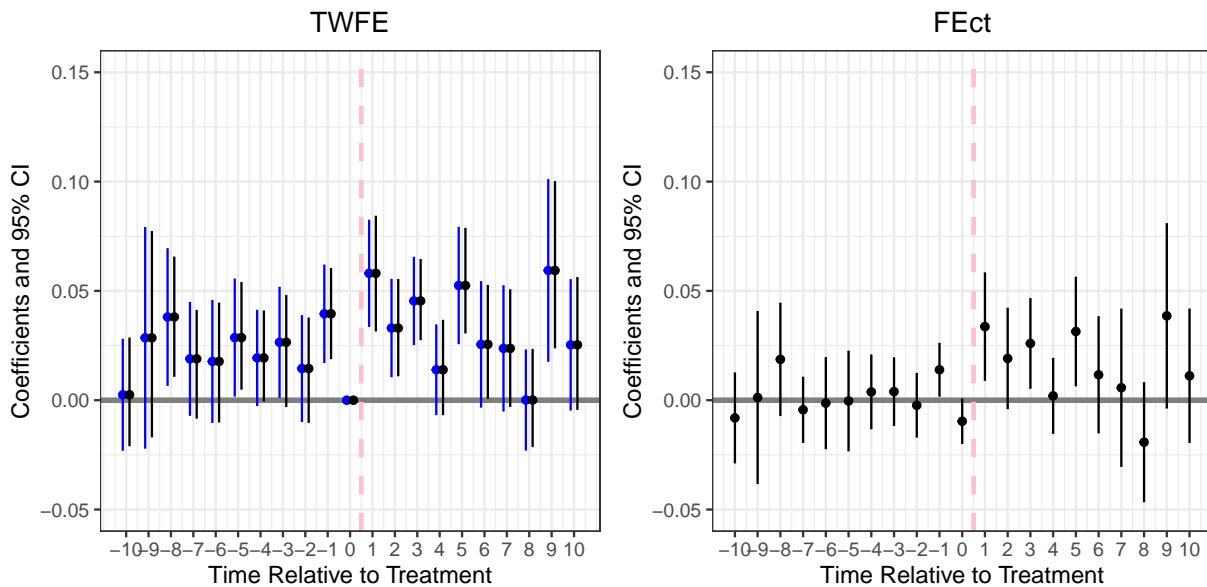 TWFE
0.15
0.10
0.05
0.00
−0.05
Coefficients and 95% CI
−10 −9 −8 −7 −6 −5 −4 −3 −2 −1 0 1 2 3 4 5 6 7 8 9 10
Time Relative to Treatment
FEct
0.15
0.10
0.05
0.00
−0.05
Coefficients and 95% CI
−10 −9 −8 −7 −6 −5 −4 −3 −2 −1 0 1 2 3 4 5 6 7 8 9 10
Time Relative to Treatment